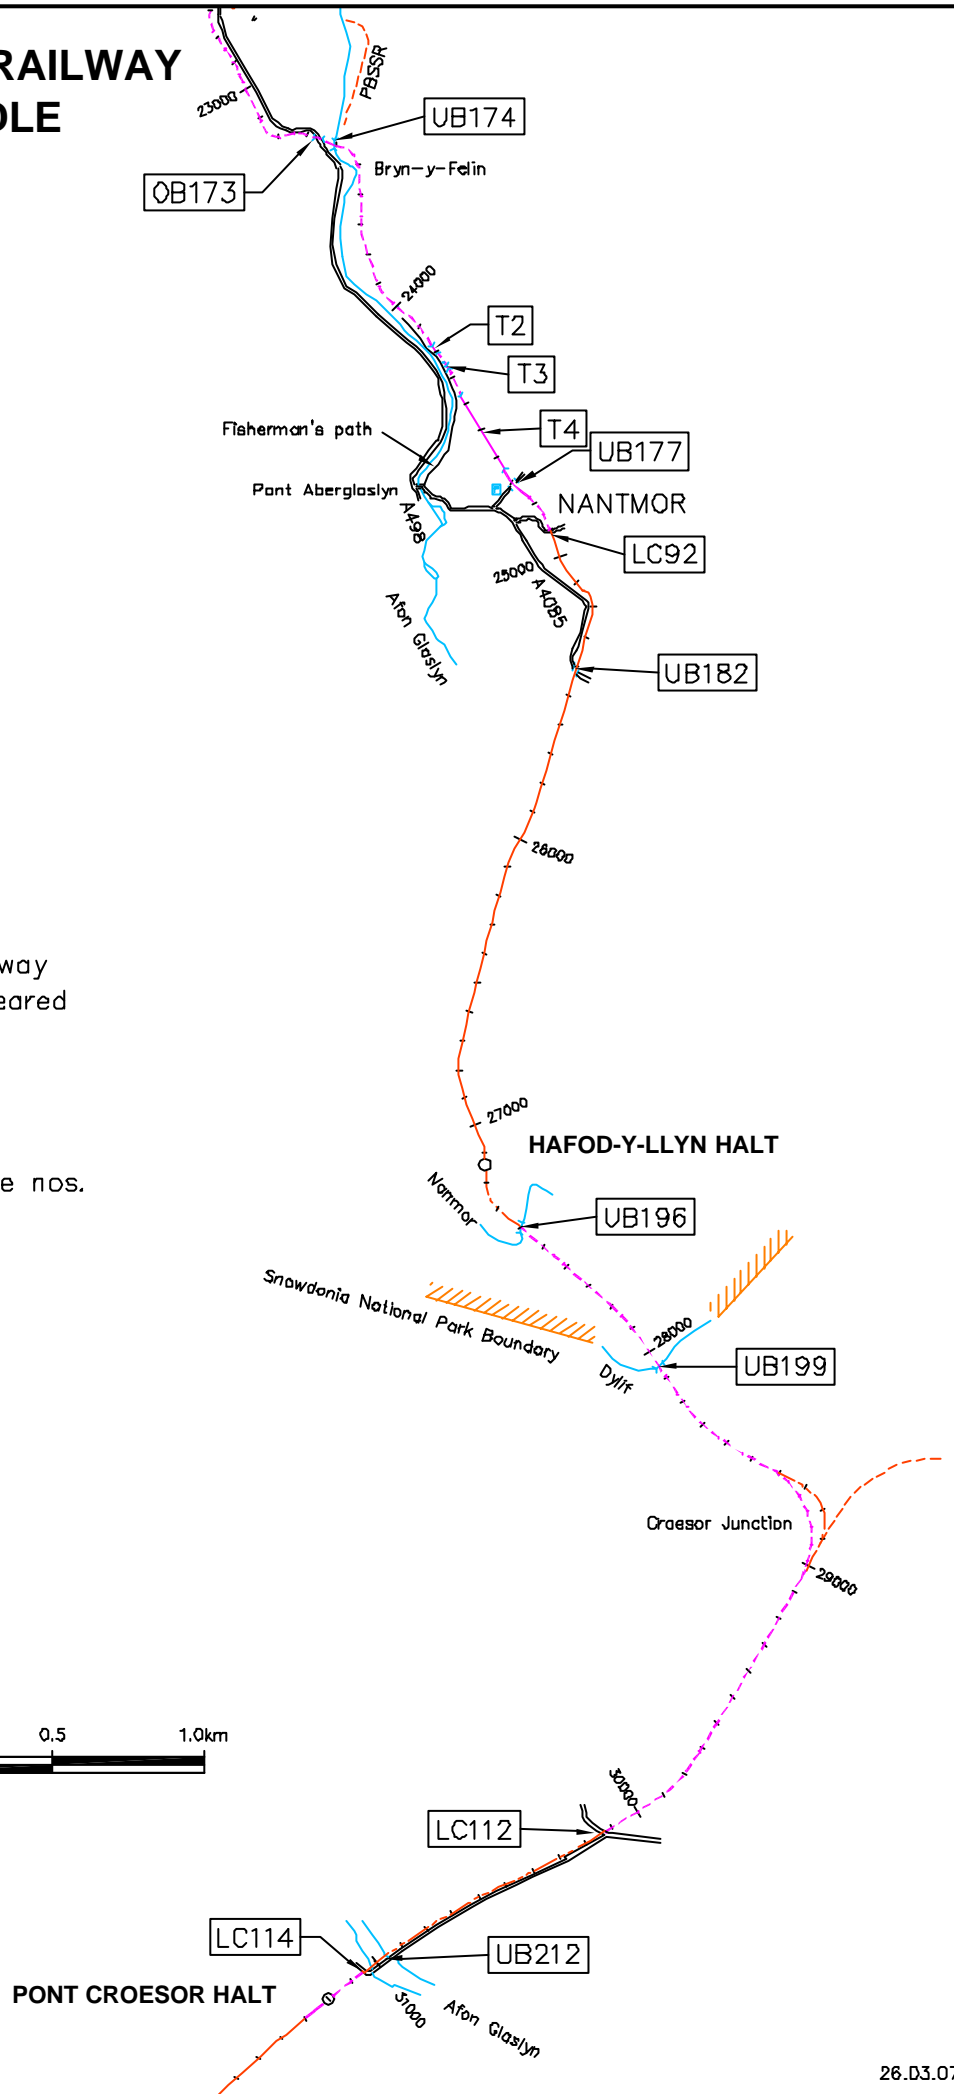 RAILWAY
DLE
PBSSR
23000
UB174
Bryn-y-Felin
OB173
24000
T2
T3
Fisherman's path
T4
UB177
Pont Aberglaslyn
NANTMOR
A498
LC92
25000
A4085
Afon Glaslyn
UB182
26000
way
eared
27000
HAFOD-Y-LLYN HALT
e nos.
Nanmor
UB196
Snowdonia National Park Boundary
28000
UB199
Dylif
Croesor Junction
29000
0.5
1.0km
30000
LC112
LC114
UB212
PONT CROESOR HALT
31000
Afon Glaslyn
26.03.07